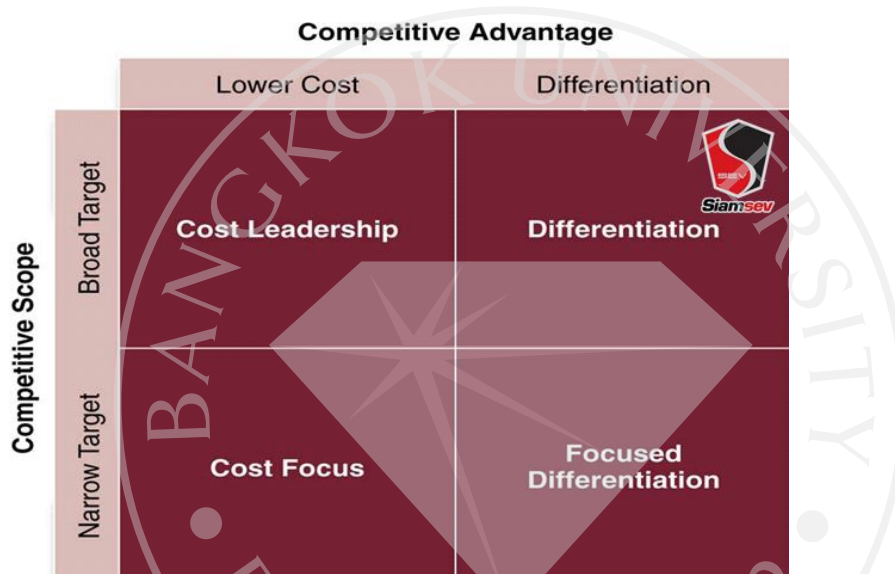 Competitive Advantage
Lower Cost
Differentiation
Competitive Scope
Broad Target
Narrow Target
Cost Leadership
Differentiation
SEV
Siamsev
Cost Focus
Focused
Differentiation
BANGKOK UNIVERSITY